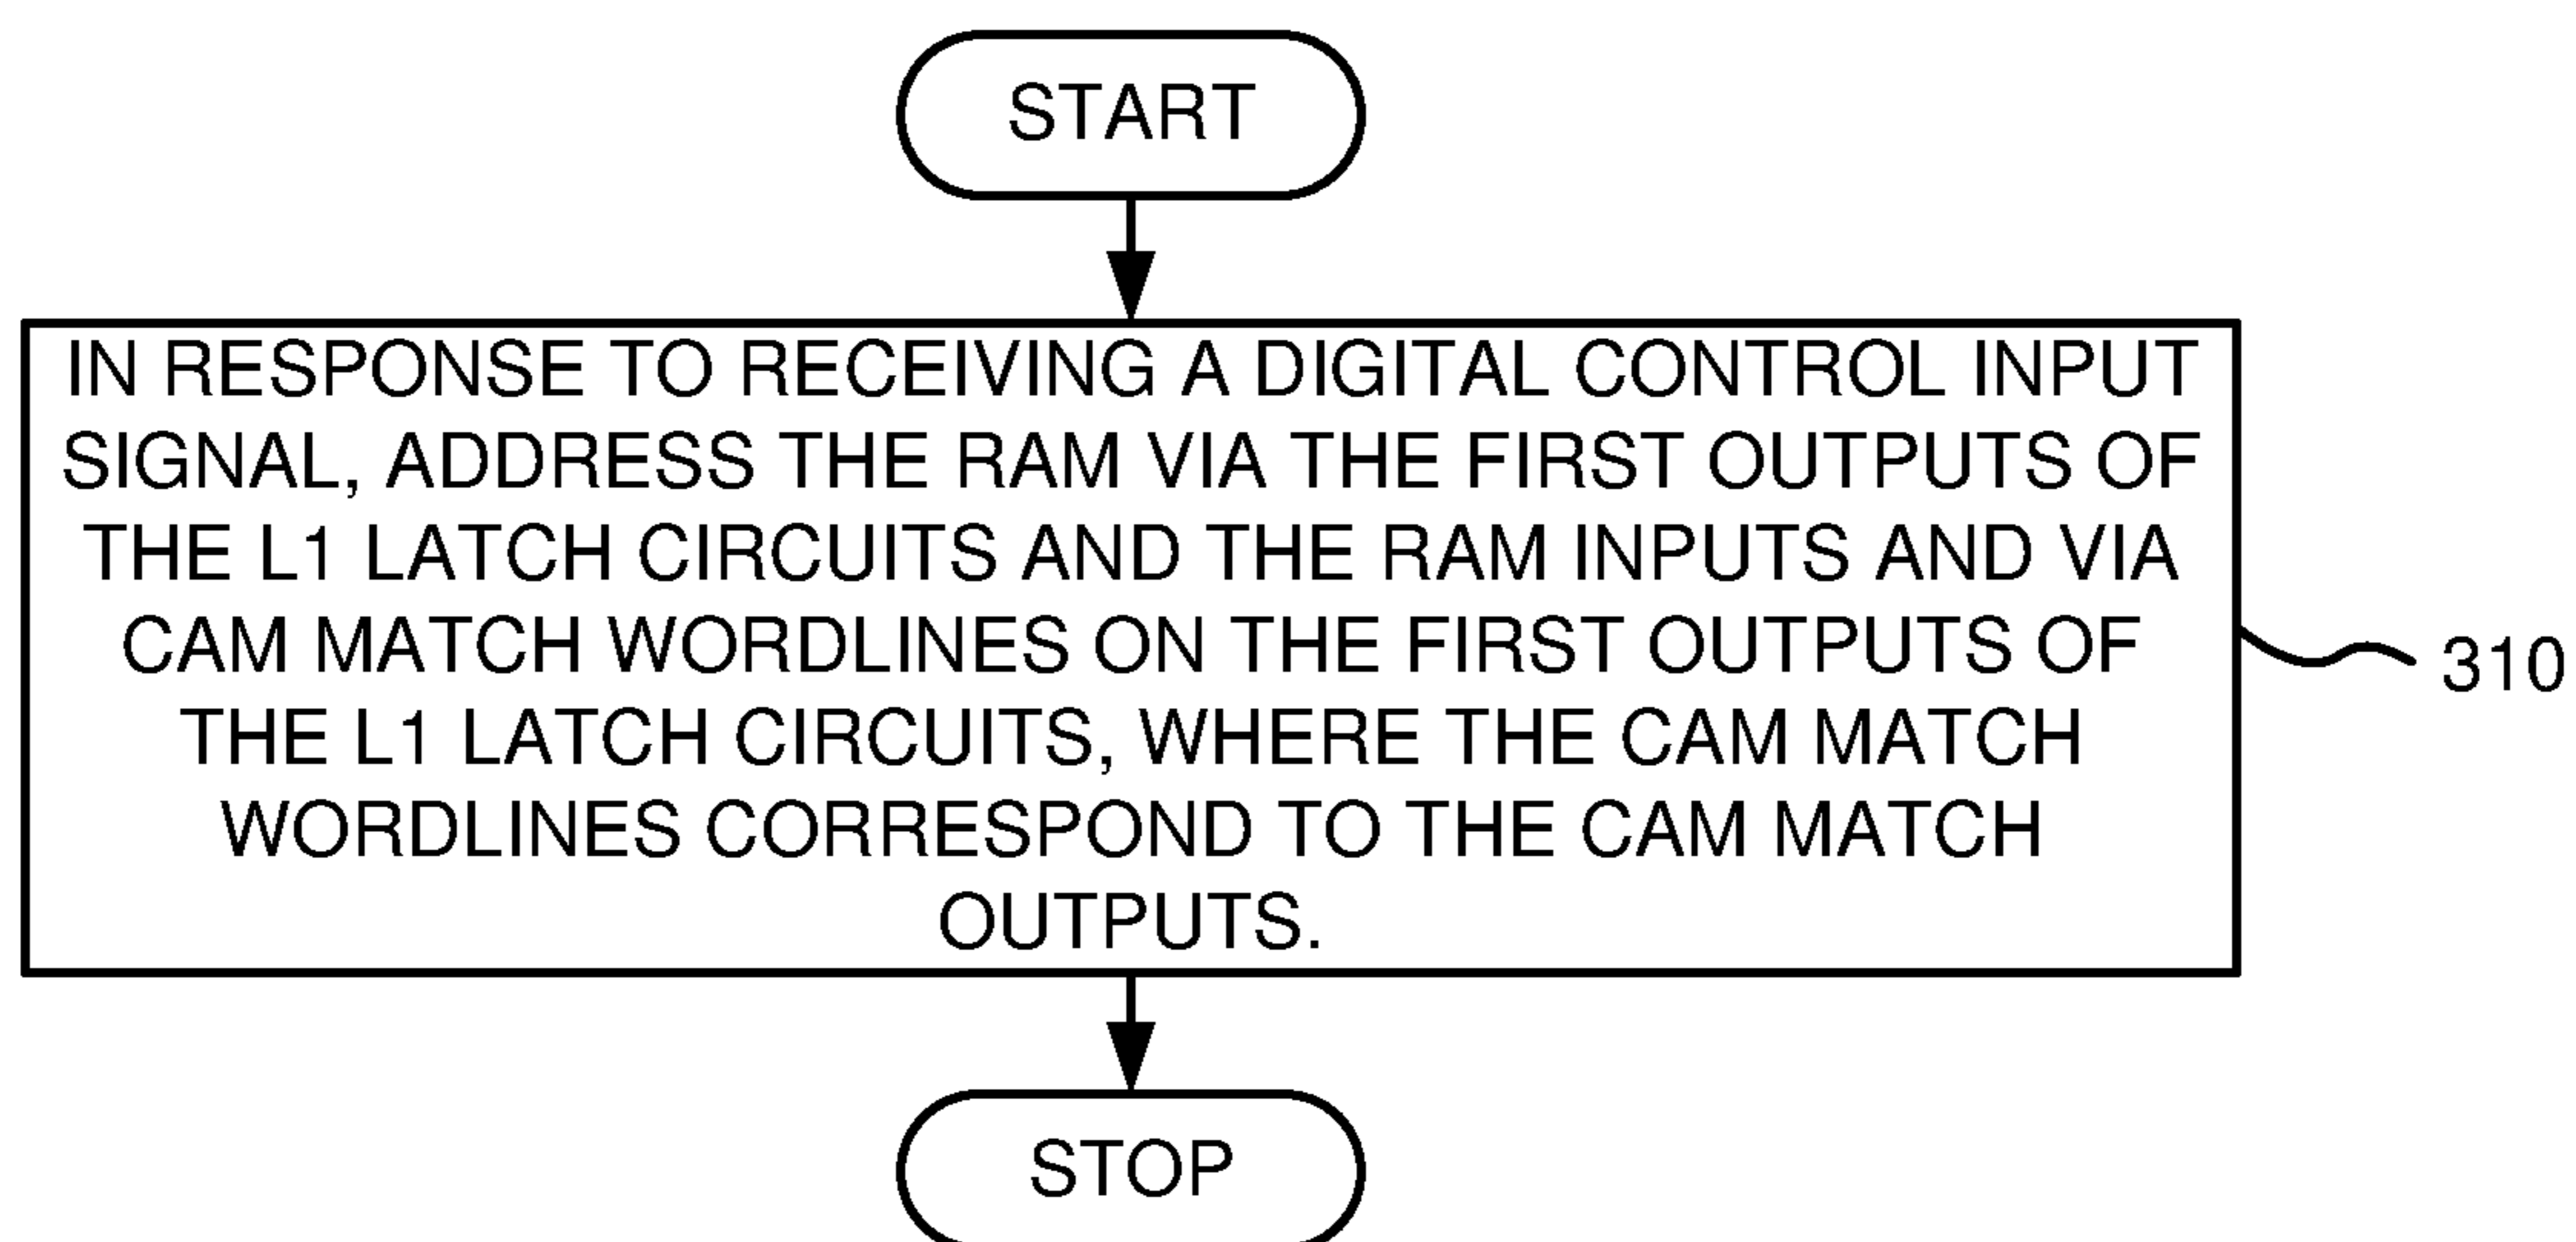 START
IN RESPONSE TO RECEIVING A DIGITAL CONTROL INPUT
SIGNAL, ADDRESS THE RAM VIA THE FIRST OUTPUTS OF
THE L1 LATCH CIRCUITS AND THE RAM INPUTS AND VIA
CAM MATCH WORDLINES ON THE FIRST OUTPUTS OF
THE L1 LATCH CIRCUITS, WHERE THE CAM MATCH
WORDLINES CORRESPOND TO THE CAM MATCH
OUTPUTS.
310
STOP